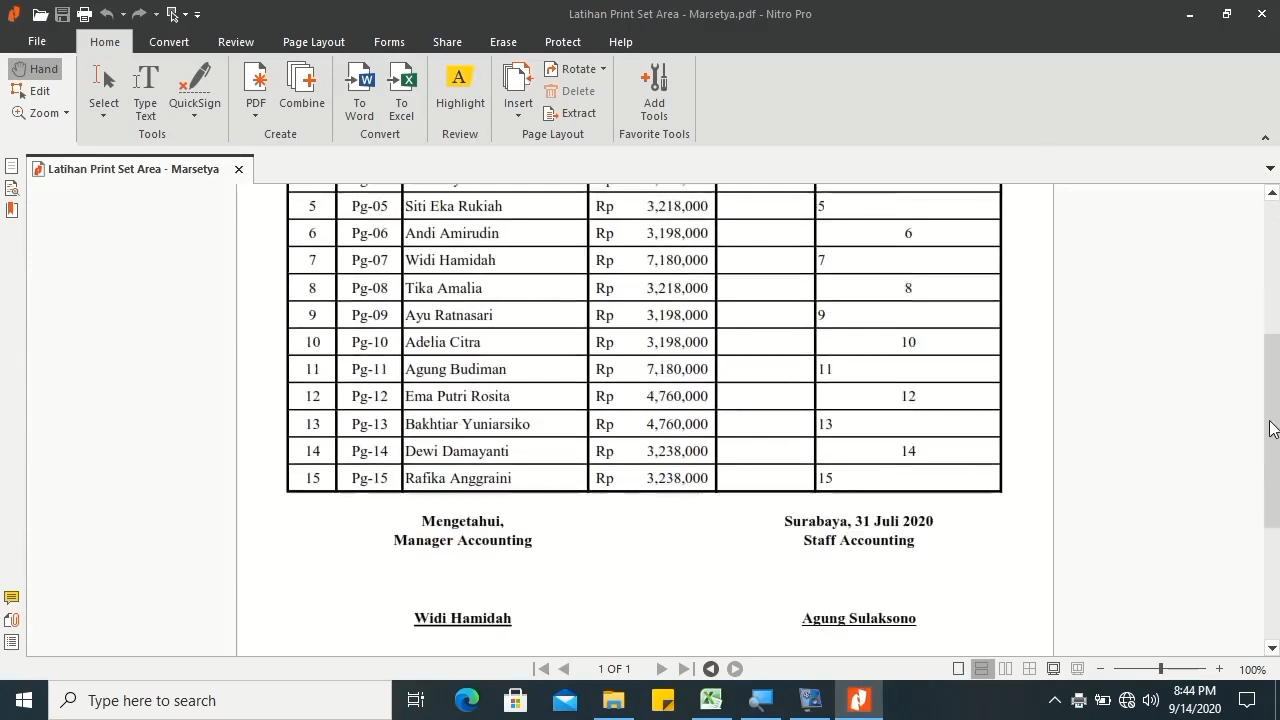 Latihan Print Set Area - Marsetya.pdf - Nitro Pro
File Home Convert Review Page Layout Forms Share Erase Protect Help
Hand
Edit
Zoom
Select
Type Text
QuickSign
Tools
PDF
Combine
Create
To Word
To Excel
Convert
Highlight
Review
Insert
Rotate
Delete
Extract
Page Layout
Add Tools
Favorite Tools
Latihan Print Set Area - Marsetya
5 Pg-05 Siti Eka Rukiah Rp 3,218,000 5
6 Pg-06 Andi Amirudin Rp 3,198,000 6
7 Pg-07 Widi Hamidah Rp 7,180,000 7
8 Pg-08 Tika Amalia Rp 3,218,000 8
9 Pg-09 Ayu Ratnasari Rp 3,198,000 9
10 Pg-10 Adelia Citra Rp 3,198,000 10
11 Pg-11 Agung Budiman Rp 7,180,000 11
12 Pg-12 Ema Putri Rosita Rp 4,760,000 12
13 Pg-13 Bakhtiar Yuniarsiko Rp 4,760,000 13
14 Pg-14 Dewi Damayanti Rp 3,238,000 14
15 Pg-15 Rafika Anggraini Rp 3,238,000 15
Mengetahui, Surabaya, 31 Juli 2020
Manager Accounting Staff Accounting
Widi Hamidah Agung Sulaksono
1 OF 1
100%
Type here to search
8:44 PM
9/14/2020